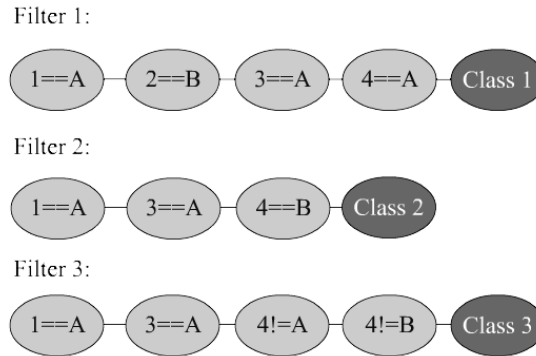 Filter 1:
1==A 2==B 3==A 4==A Class 1
Filter 2:
1==A 3==A 4==B Class 2
Filter 3:
1==A 3==A 4!=A 4!=B Class 3